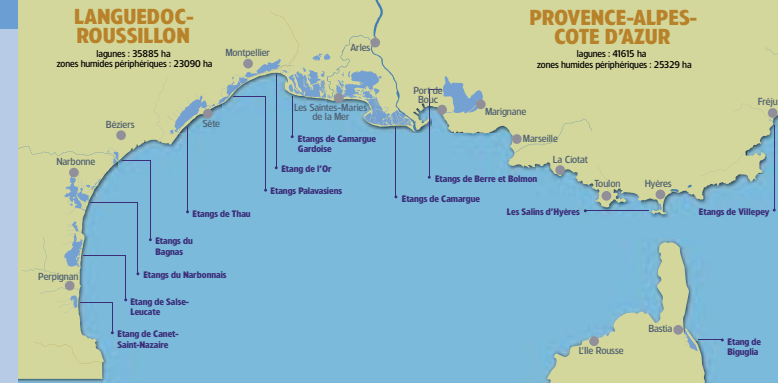 LANGUEDOC-
ROUSSILLON
lagunes : 35885 ha
zones humides périphériques : 23090 ha
PROVENCE-ALPES-
COTE D'AZUR
lagunes : 41615 ha
zones humides périphériques : 25329 ha
Montpellier
Arles
Port de
Bouc
Marignane
Fréju
Les Saintes-Maries
de la Mer
Béziers
Sète
Marseille
Etangs de Camargue
Gardoise
Narbonne
La Ciotat
Etang de l'Or
Etangs de Berre et Bolmon
Toulon
Hyères
Etangs Palavasiens
Etangs de Camargue
Etangs de Thau
Les Salins d'Hyères
Etangs de Villepey
Etangs du
Bagnas
Etangs du Narbonnais
Perpignan
Etang de Salse-
Leucate
Etang de Canet-
Saint-Nazaire
Bastia
Etang de
Biguglia
L'Ile Rousse